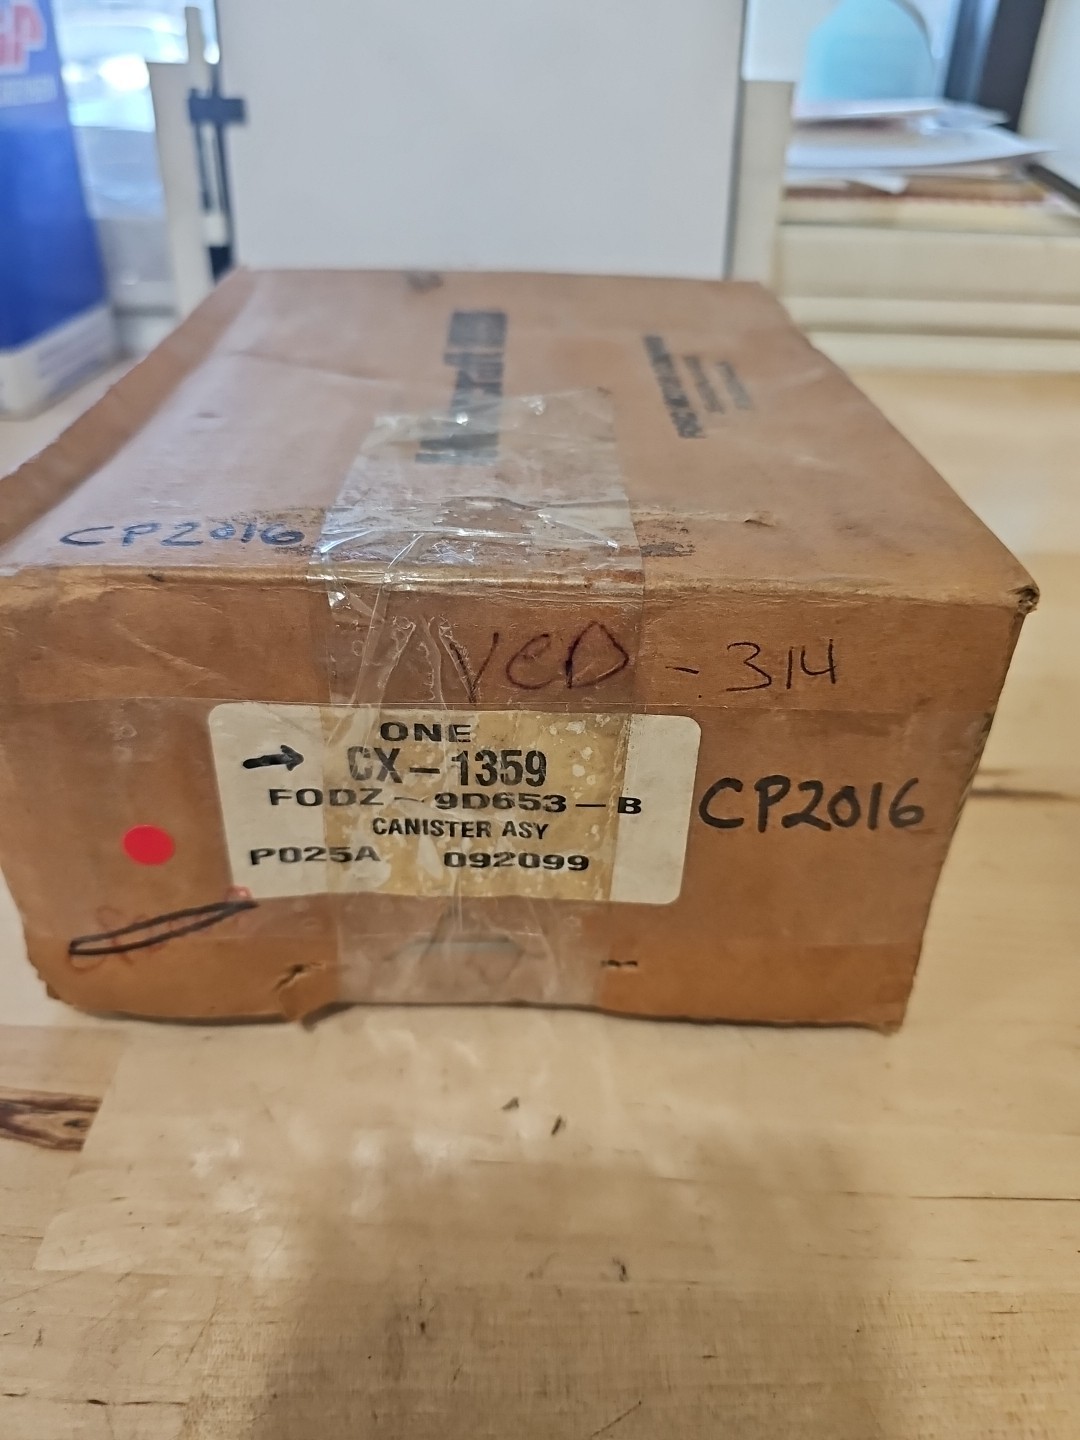 CP2016
VCD - 314
ONE
CX-1359
FODZ-9D653-B
CANISTER ASY
P025A 092099
CP2016